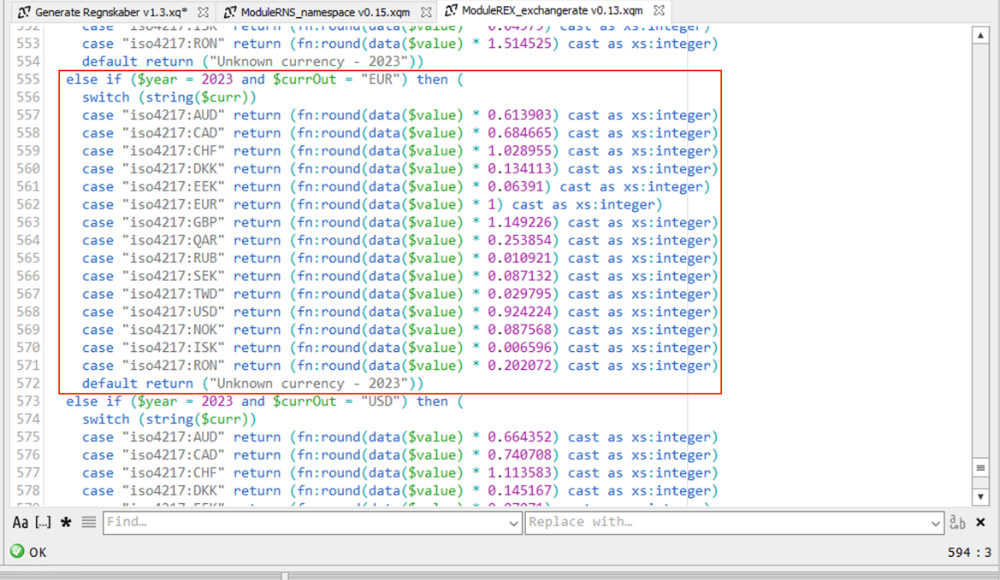 Generate Regnskaber v1.3.xq*
ModuleRNS_namespace v0.15.xqm
ModuleREX_exchangerate v0.13.xqm
552 case "iso4217:ISK" return (fn:round(data($value) * 0.04979) cast as xs:integer)
553 case "iso4217:RON" return (fn:round(data($value) * 1.514525) cast as xs:integer)
554 default return ("Unknown currency - 2023"))
555 else if ($year = 2023 and $currOut = "EUR") then (
556 switch (string($curr))
557 case "iso4217:AUD" return (fn:round(data($value) * 0.613903) cast as xs:integer)
558 case "iso4217:CAD" return (fn:round(data($value) * 0.684665) cast as xs:integer)
559 case "iso4217:CHF" return (fn:round(data($value) * 1.028955) cast as xs:integer)
560 case "iso4217:DKK" return (fn:round(data($value) * 0.134113) cast as xs:integer)
561 case "iso4217:EEK" return (fn:round(data($value) * 0.06391) cast as xs:integer)
562 case "iso4217:EUR" return (fn:round(data($value) * 1) cast as xs:integer)
563 case "iso4217:GBP" return (fn:round(data($value) * 1.149226) cast as xs:integer)
564 case "iso4217:QAR" return (fn:round(data($value) * 0.253854) cast as xs:integer)
565 case "iso4217:RUB" return (fn:round(data($value) * 0.010921) cast as xs:integer)
566 case "iso4217:SEK" return (fn:round(data($value) * 0.087132) cast as xs:integer)
567 case "iso4217:TWD" return (fn:round(data($value) * 0.029795) cast as xs:integer)
568 case "iso4217:USD" return (fn:round(data($value) * 0.924224) cast as xs:integer)
569 case "iso4217:NOK" return (fn:round(data($value) * 0.087568) cast as xs:integer)
570 case "iso4217:ISK" return (fn:round(data($value) * 0.006596) cast as xs:integer)
571 case "iso4217:RON" return (fn:round(data($value) * 0.202072) cast as xs:integer)
572 default return ("Unknown currency - 2023"))
573 else if ($year = 2023 and $currOut = "USD") then (
574 switch (string($curr))
575 case "iso4217:AUD" return (fn:round(data($value) * 0.664352) cast as xs:integer)
576 case "iso4217:CAD" return (fn:round(data($value) * 0.740708) cast as xs:integer)
577 case "iso4217:CHF" return (fn:round(data($value) * 1.113583) cast as xs:integer)
578 case "iso4217:DKK" return (fn:round(data($value) * 0.145167) cast as xs:integer)
Aa [...] * Find... Replace with...
OK 594 : 3